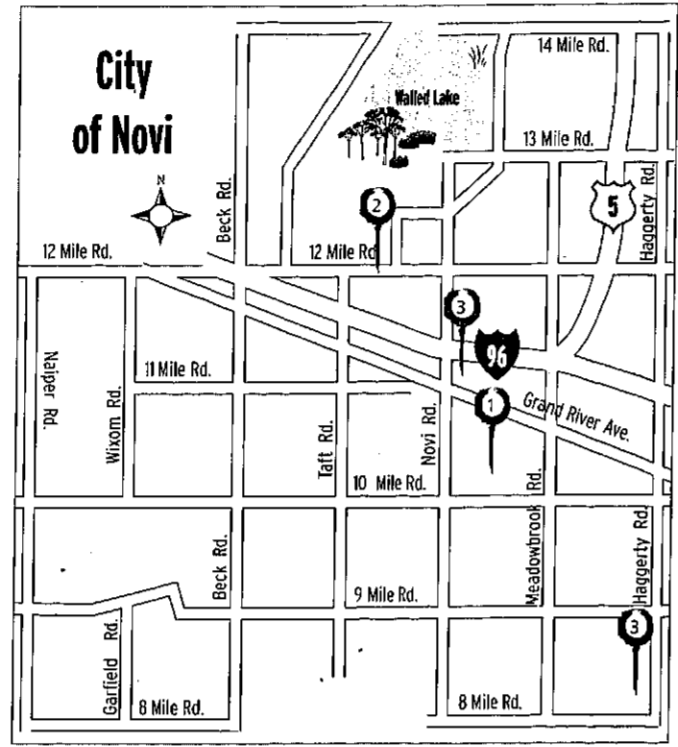 City
of Novi
N
14 Mile Rd.
Walled Lake
13 Mile Rd.
Beck Rd.
2
5
Haggerty Rd.
12 Mile Rd.
12 Mile Rd.
3
96
11 Mile Rd.
Naiper Rd.
Wixom Rd.
Taft Rd.
Novi Rd.
1
Grand River Ave.
10 Mile Rd.
Beck Rd.
Meadowbrook Rd.
Haggerty Rd.
9 Mile Rd.
3
Garfield Rd.
8 Mile Rd.
8 Mile Rd.